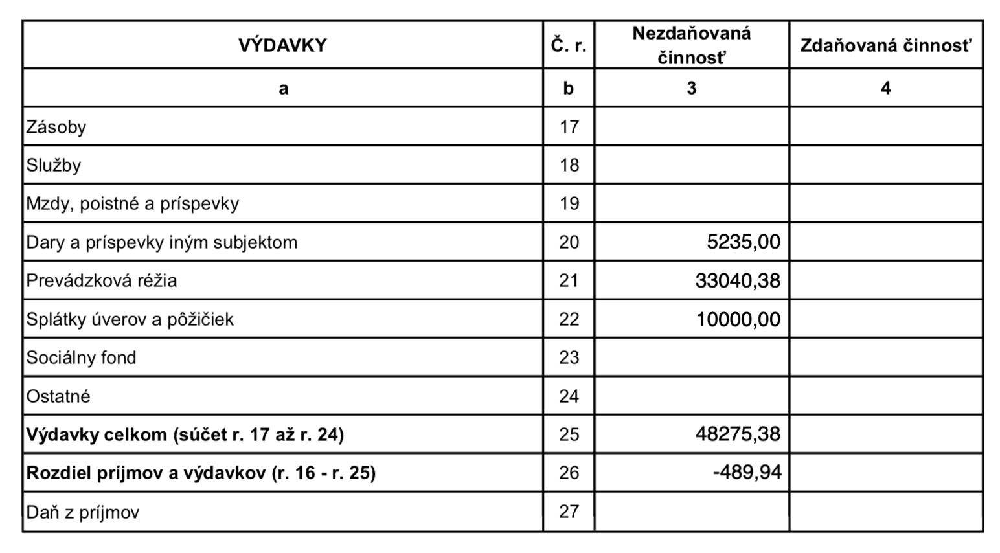 VÝDAVKY Č. r. Nezdaňovaná činnosť Zdaňovaná činnosť
a b 3 4
Zásoby 17
Služby 18
Mzdy, poistné a príspevky 19
Dary a príspevky iným subjektom 20 5235,00
Prevádzková réžia 21 33040,38
Splátky úverov a pôžičiek 22 10000,00
Sociálny fond 23
Ostatné 24
Výdavky celkom (súčet r. 17 až r. 24) 25 48275,38
Rozdiel príjmov a výdavkov (r. 16 - r. 25) 26 -489,94
Daň z príjmov 27